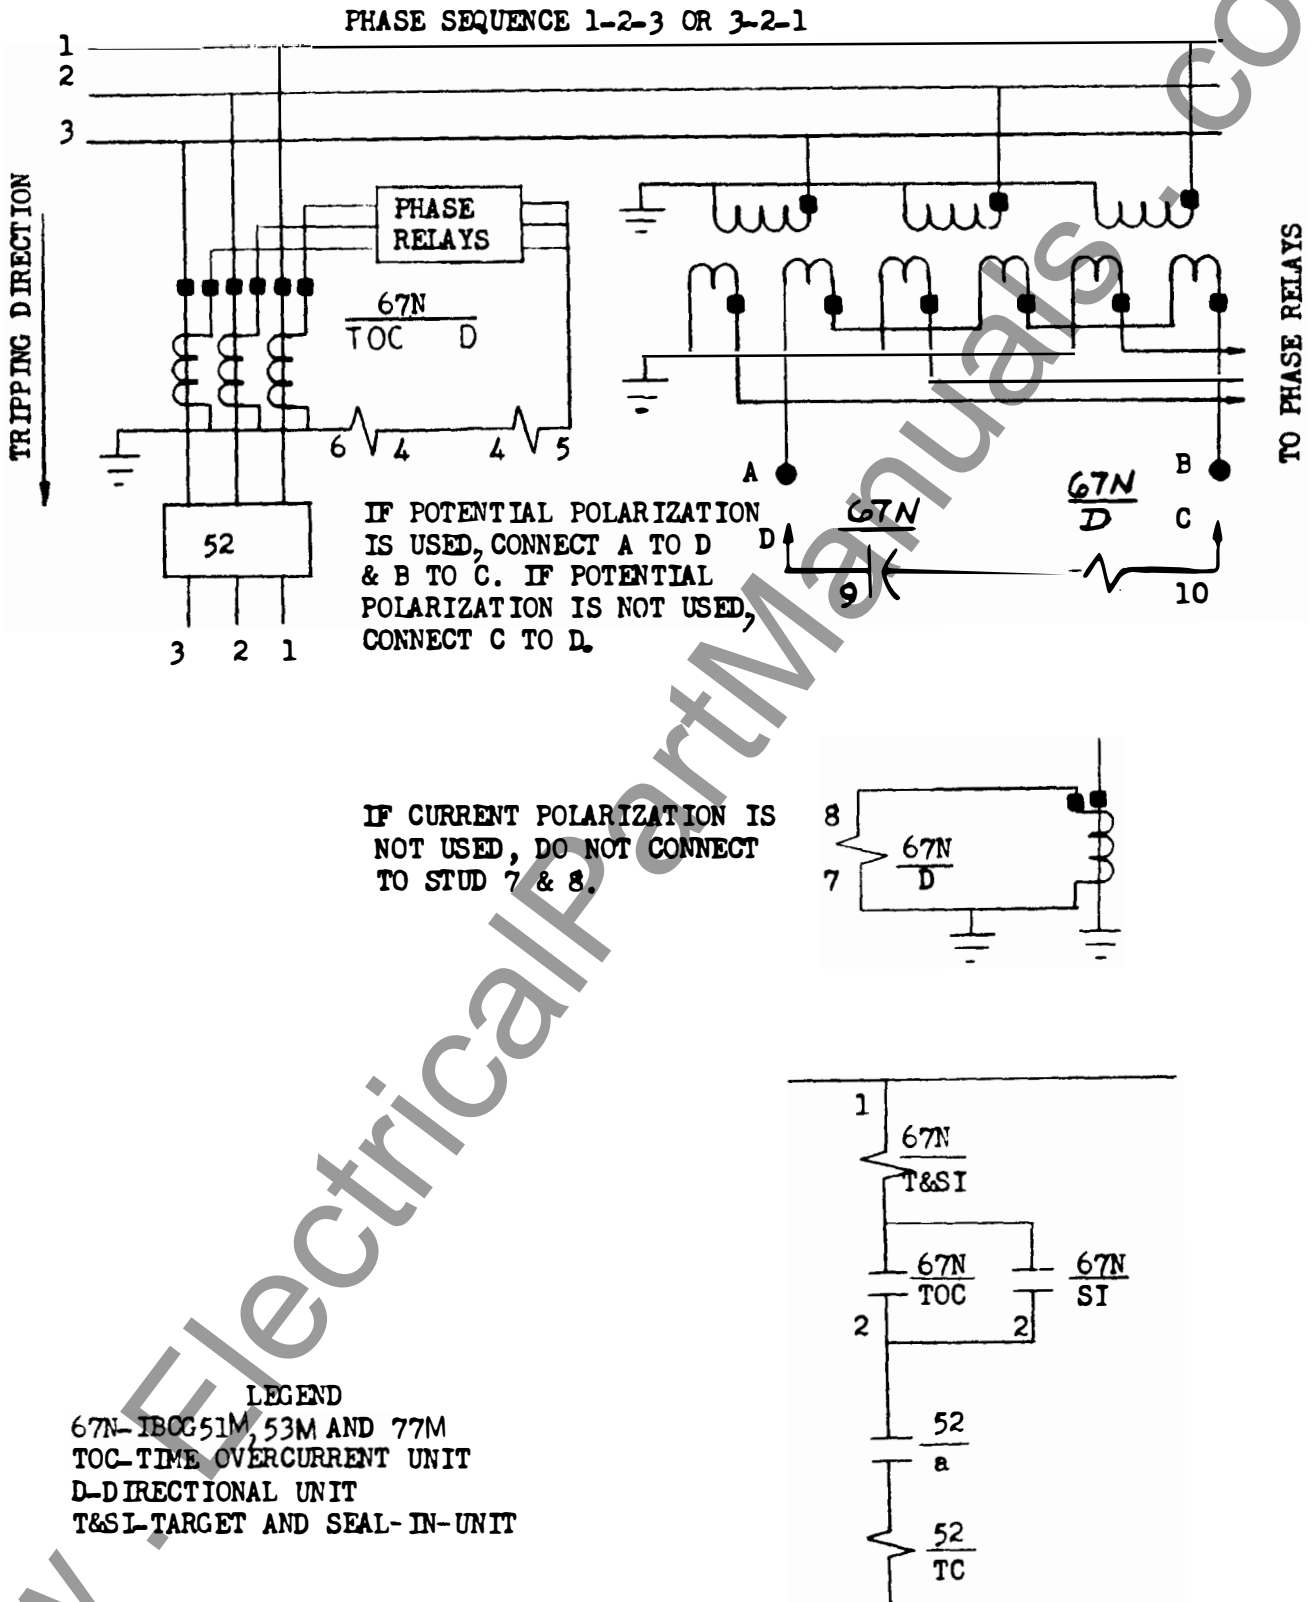 PHASE SEQUENCE 1-2-3 OR 3-2-1
1
2
3
TRIPPING DIRECTION
PHASE
RELAYS
67N
TOC D
6 4 4 5
52
3 2 1
TO PHASE RELAYS
A
B
D
C
67N
9
67N
D
10
IF POTENTIAL POLARIZATION
IS USED, CONNECT A TO D
& B TO C. IF POTENTIAL
POLARIZATION IS NOT USED,
CONNECT C TO D.
IF CURRENT POLARIZATION IS
NOT USED, DO NOT CONNECT
TO STUD 7 & 8.
8
7
67N
D
1
67N
T&SI
67N
TOC
67N
SI
2
2
52
a
52
TC
LEGEND
67N-IBCG51M, 53M AND 77M
TOC-TIME OVERCURRENT UNIT
D-DIRECTIONAL UNIT
T&SI-TARGET AND SEAL-IN-UNIT
w.ElectricalPartManuals.co